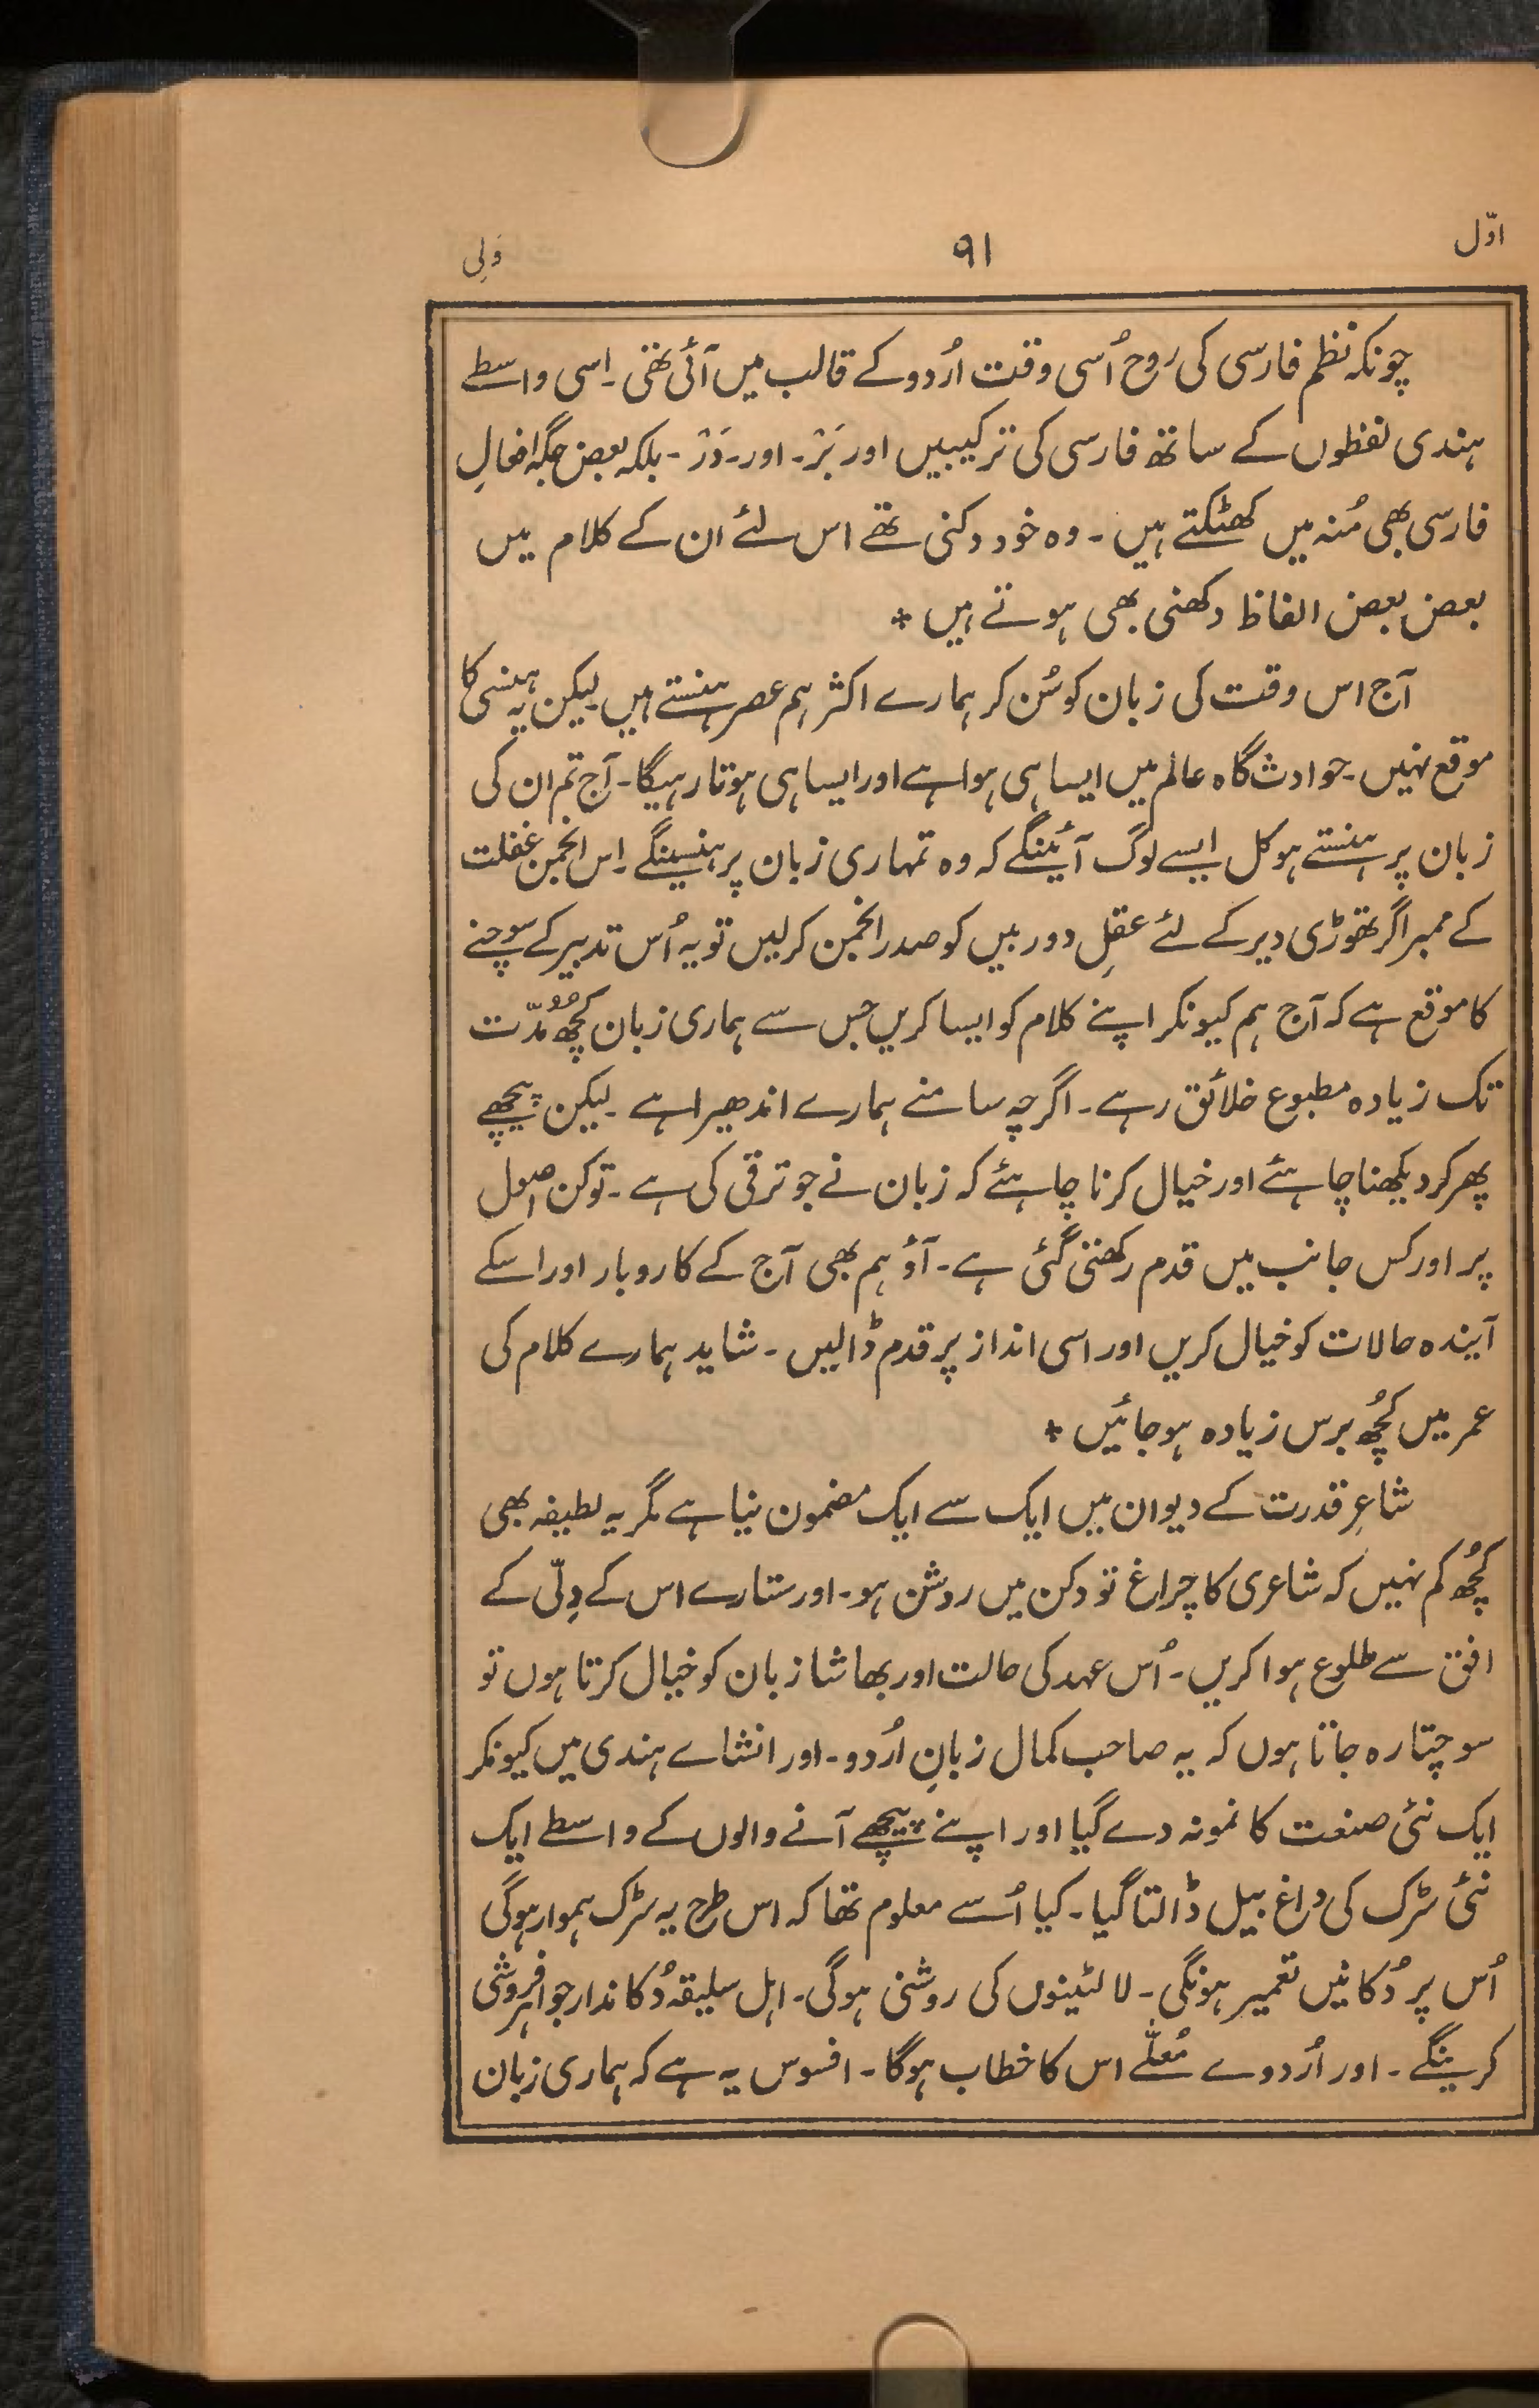 اوّل ۹۱ وَلی
چونکہ نظم فارسی کی رُوح اُسی وقت اُردو کے قالب میں آئی تھی۔ اِسی واسطے
ہندی لفظوں کے ساتھ فارسی کی ترکیبیں اور بَرْ۔ اور۔ دَرْ۔ بلکہ بعض جگہ افعالِ
فارسی بھی مُنہ میں کھٹکتے ہیں۔ وہ خود دکنی تھے اس لئے ان کے کلام میں
بعض بعض الفاظ دکھنی بھی ہوتے ہیں *
آج اس وقت کی زبان کو سُن کر ہمارے اکثر ہم عصر ہنستے ہیں۔ لیکن یہ ہنسی کا
موقع نہیں۔ حوادث گاہ عالم میں ایسا ہی ہوا ہے اور ایسا ہی ہوتا رہیگا۔ آج تم ان کی
زبان پر ہنستے ہو کل ایسے لوگ آئینگے کہ وہ تمہاری زبان پر ہنسینگے۔ اِس انجمنِ غفلت
کے ممبر اگر تھوڑی دیر کے لئے عقلِ دور بیں کو صدر انجمن کرلیں تو یہ اُس تدبیر کے سوچنے
کا موقع ہے کہ آج ہم کیونکر اپنے کلام کو ایسا کریں جس سے ہماری زبان کچُھ مُدّت
تک زیادہ مطبوع خلائق رہے۔ اگرچہ سامنے ہمارے اندھیرا ہے۔ لیکن پیچھے
پھر کر دیکھنا چاہئے اور خیال کرنا چاہئے کہ زبان نے جو ترقی کی ہے۔ تو کن اصول
پر اور کس جانب میں قدم رکھتی گئی ہے۔ آؤ ہم بھی آج کے کاروبار اور اسکے
آیندہ حالات کو خیال کریں اور اسی انداز پر قدم ڈالیں۔ شاید ہمارے کلام کی
عمر میں کچُھ برس زیادہ ہو جائیں *
شاعرِ قدرت کے دیوان میں ایک سے ایک مضمون نیا ہے مگر یہ لطیفہ بھی
کچُھ کم نہیں کہ شاعری کا چراغ تو دکن میں روشن ہو۔ اور ستارے اس کے دِلّی کے
افق سے طلوع ہوا کریں۔ اُس عہد کی حالت اور بھاشا زبان کو خیال کرتا ہوں تو
سوچتا رہ جاتا ہوں کہ یہ صاحب کمال زبانِ اُردو۔ اور انشاے ہندی میں کیونکر
ایک نئی صنعت کا نمونہ دے گیا اور اپنے پیچھے آنے والوں کے واسطے ایک
نئی سڑک کی داغ بیل ڈالتا گیا۔ کیا اُسے معلوم تھا کہ اس طرح یہ سڑک ہموار ہوگی
اُس پر دُکانیں تعمیر ہونگی۔ لالٹینوں کی روشنی ہوگی۔ اہل سلیقہ دُکاندار جواہر فروشی
کرینگے۔ اور اُردوے مُعلّٰے اس کا خطاب ہوگا۔ افسوس یہ ہے کہ ہماری زبان